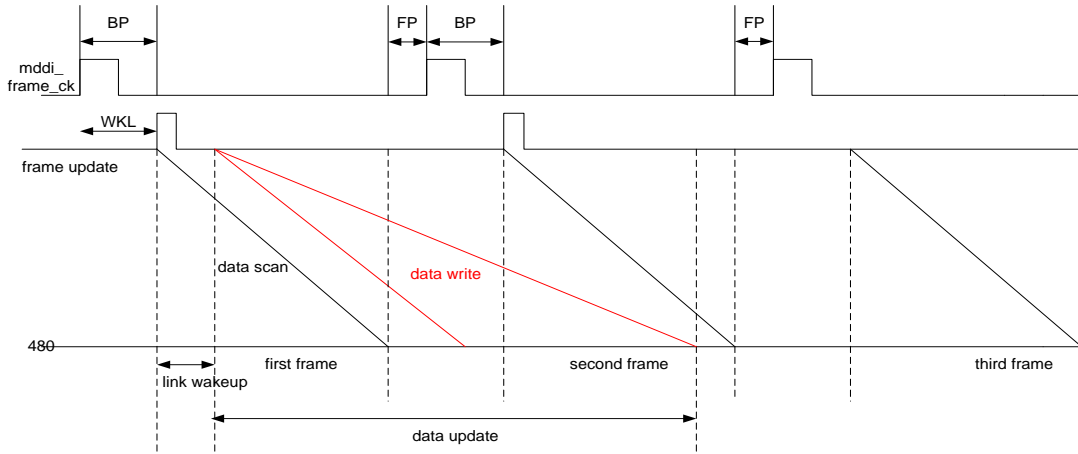 BP FP BP FP
mddi_
frame_ck
WKL
frame update
data scan
data write
480
first frame second frame third frame
link wakeup
data update